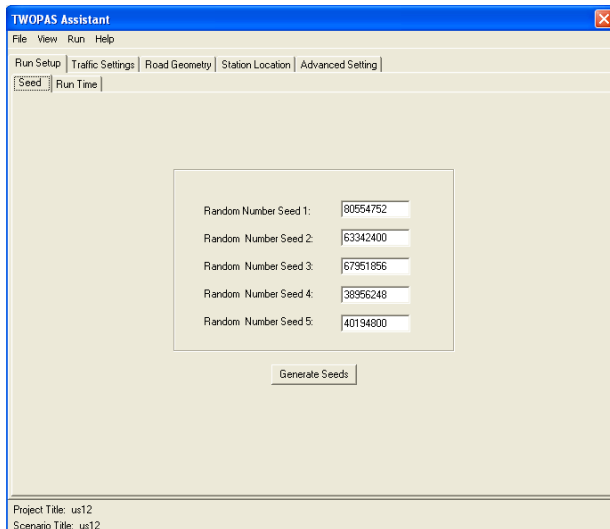 TWOPAS Assistant
File View Run Help
Run Setup Traffic Settings Road Geometry Station Location Advanced Setting
Seed Run Time
Random Number Seed 1: 80554752
Random Number Seed 2: 63342400
Random Number Seed 3: 67951856
Random Number Seed 4: 38956248
Random Number Seed 5: 40194800
Generate Seeds
Project Title: us12
Scenario Title: us12